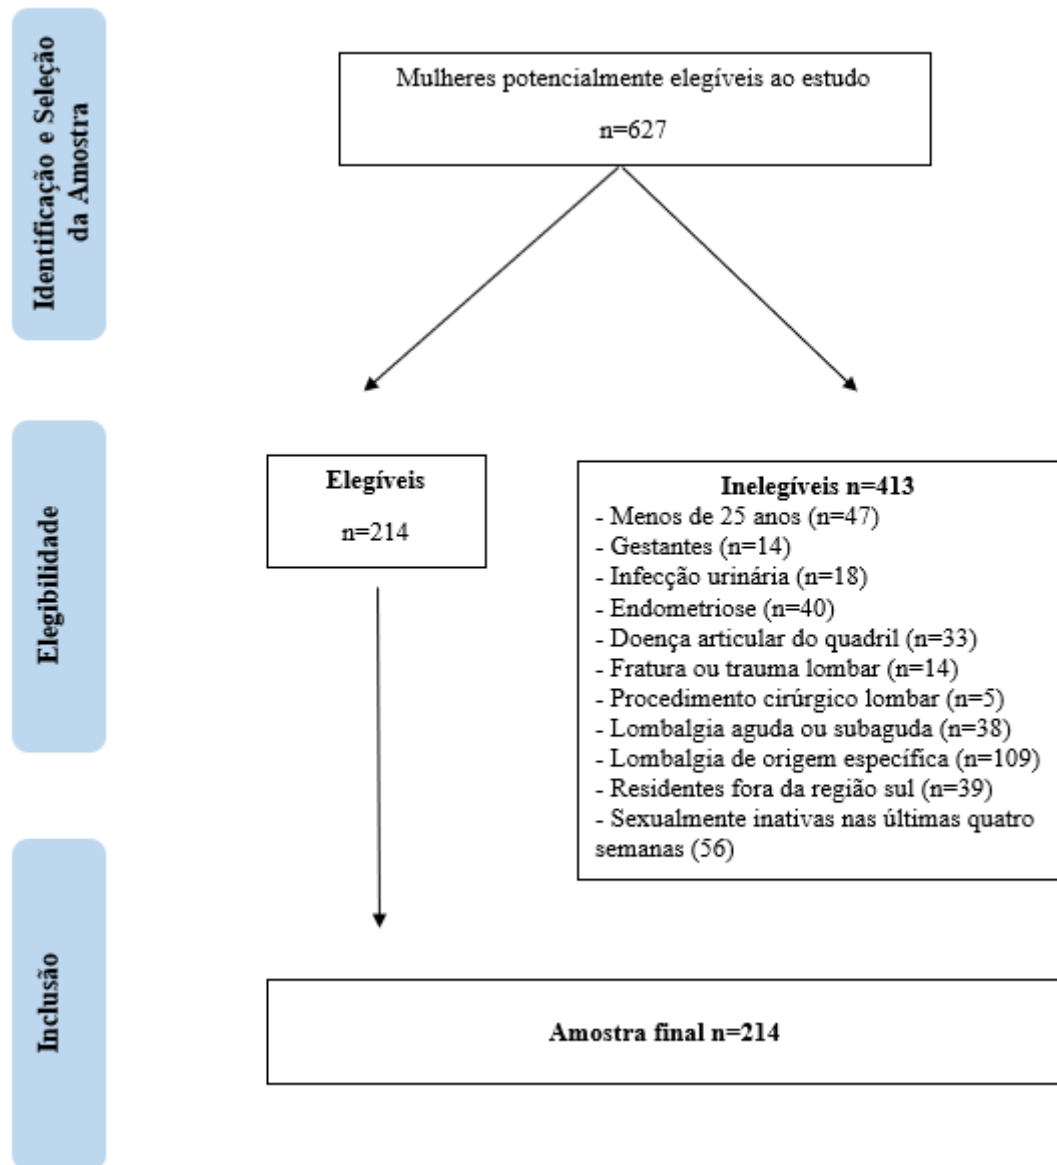 Identificação e Seleção
da Amostra
Mulheres potencialmente elegíveis ao estudo
n=627
Elegibilidade
Elegíveis
n=214
Inelegíveis n=413
- Menos de 25 anos (n=47)
- Gestantes (n=14)
- Infecção urinária (n=18)
- Endometriose (n=40)
- Doença articular do quadril (n=33)
- Fratura ou trauma lombar (n=14)
- Procedimento cirúrgico lombar (n=5)
- Lombalgia aguda ou subaguda (n=38)
- Lombalgia de origem específica (n=109)
- Residentes fora da região sul (n=39)
- Sexualmente inativas nas últimas quatro
semanas (56)
Inclusão
Amostra final n=214